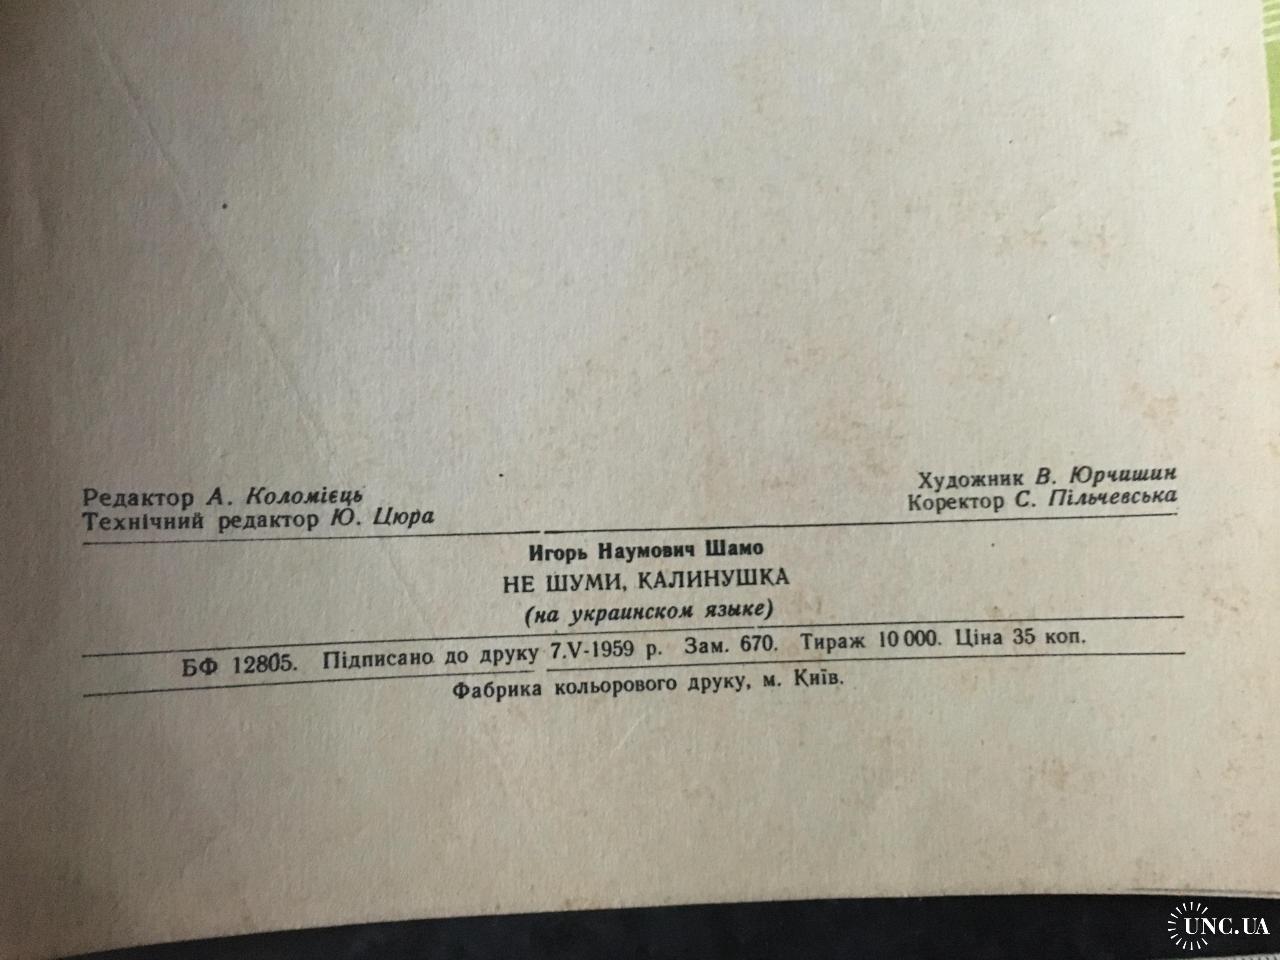 Редактор А. Коломієць
Технічний редактор Ю. Цюра
Художник В. Юрчишин
Коректор С. Пільчевська
Игорь Наумович Шамо
НЕ ШУМИ, КАЛИНУШКА
(на украинском языке)
БФ 12805. Підписано до друку 7.V-1959 р. Зам. 670. Тираж 10 000. Ціна 35 коп.
Фабрика кольорового друку, м. Київ.
UNC.UA